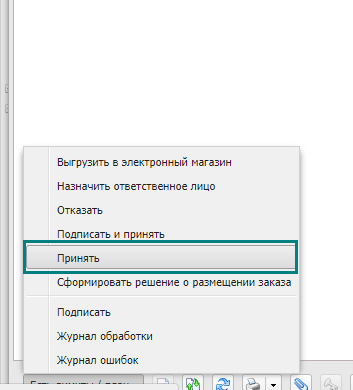 Выгрузить в электронный магазин
Назначить ответственное лицо
Отказать
Подписать и принять
Принять
Сформировать решение о размещении заказа
Подписать
Журнал обработки
Журнал ошибок